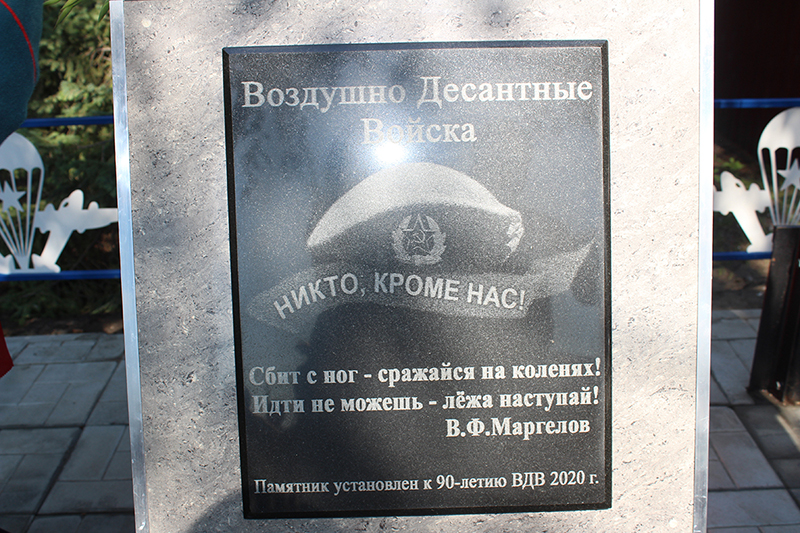 Воздушно Десантные
Войска
НИКТО, КРОМЕ НАС!
Сбит с ног - сражайся на коленях!
Идти не можешь - лёжа наступай!
В.Ф.Маргелов
Памятник установлен к 90-летию ВДВ 2020 г.